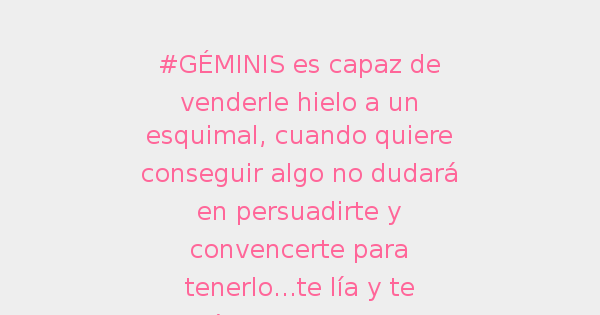 #GÉMINIS es capaz de
venderle hielo a un
esquimal, cuando quiere
conseguir algo no dudará
en persuadirte y
convencerte para
tenerlo...te lía y te